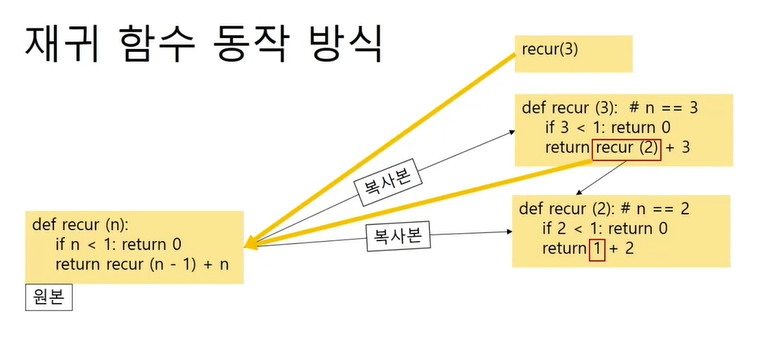 재귀 함수 동작 방식
recur(3)
def recur (3):  # n == 3
if 3 < 1: return 0
return recur (2) + 3
복사본
def recur (2): # n == 2
if 2 < 1: return 0
return 1 + 2
복사본
def recur (n):
if n < 1: return 0
return recur (n - 1) + n
원본